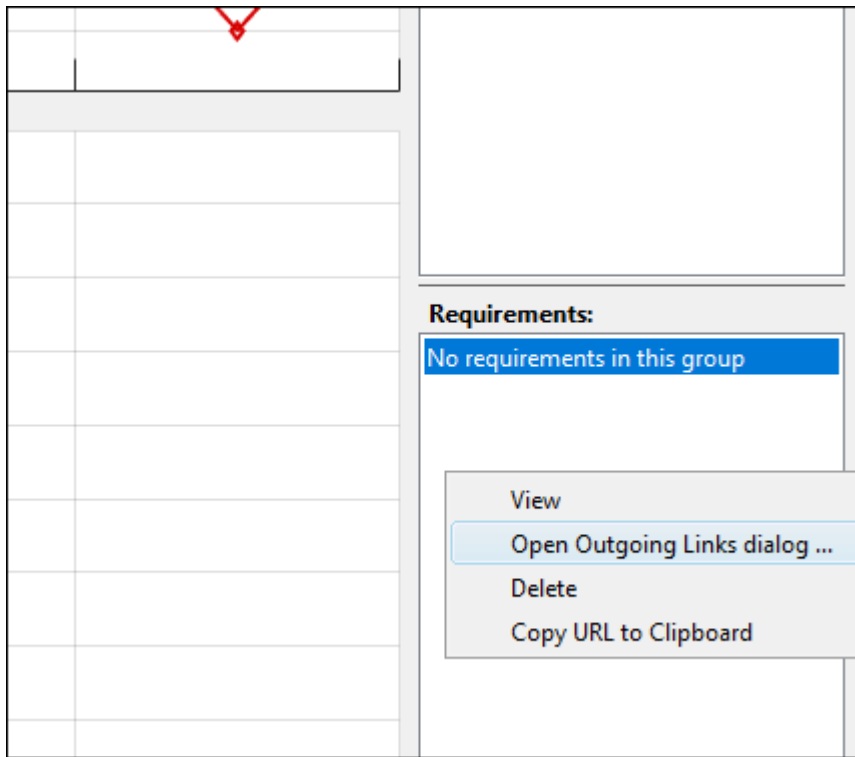 Requirements:
No requirements in this group
View
Open Outgoing Links dialog ...
Delete
Copy URL to Clipboard